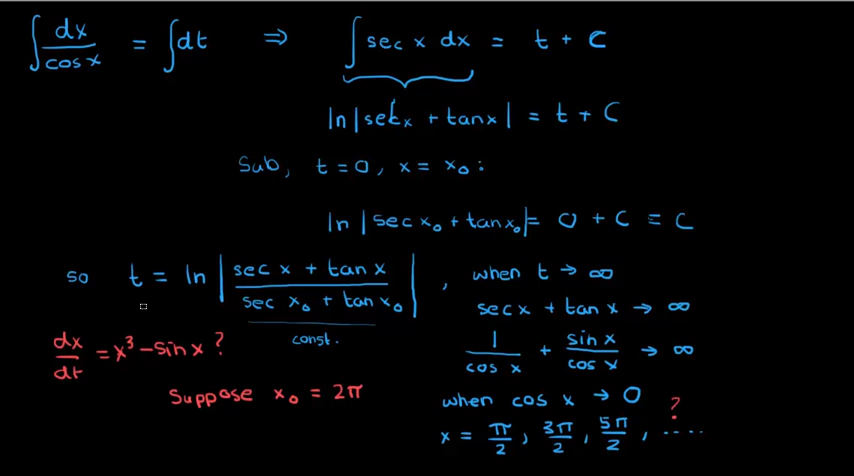 ∫ dx/cos x = ∫ dt ⇒ ∫ sec x dx = t + C
ln |sec x + tan x| = t + C
Sub, t = 0, x = x₀ :
ln |sec x₀ + tan x₀| = 0 + C = C
so t = ln | (sec x + tan x)/(sec x₀ + tan x₀) | , when t → ∞
const.
sec x + tan x → ∞
1/cos x + sin x/cos x → ∞
when cos x → 0
x = π/2, 3π/2, 5π/2, ..... ?
dx/dt = x³ - sin x ?
Suppose x₀ = 2π